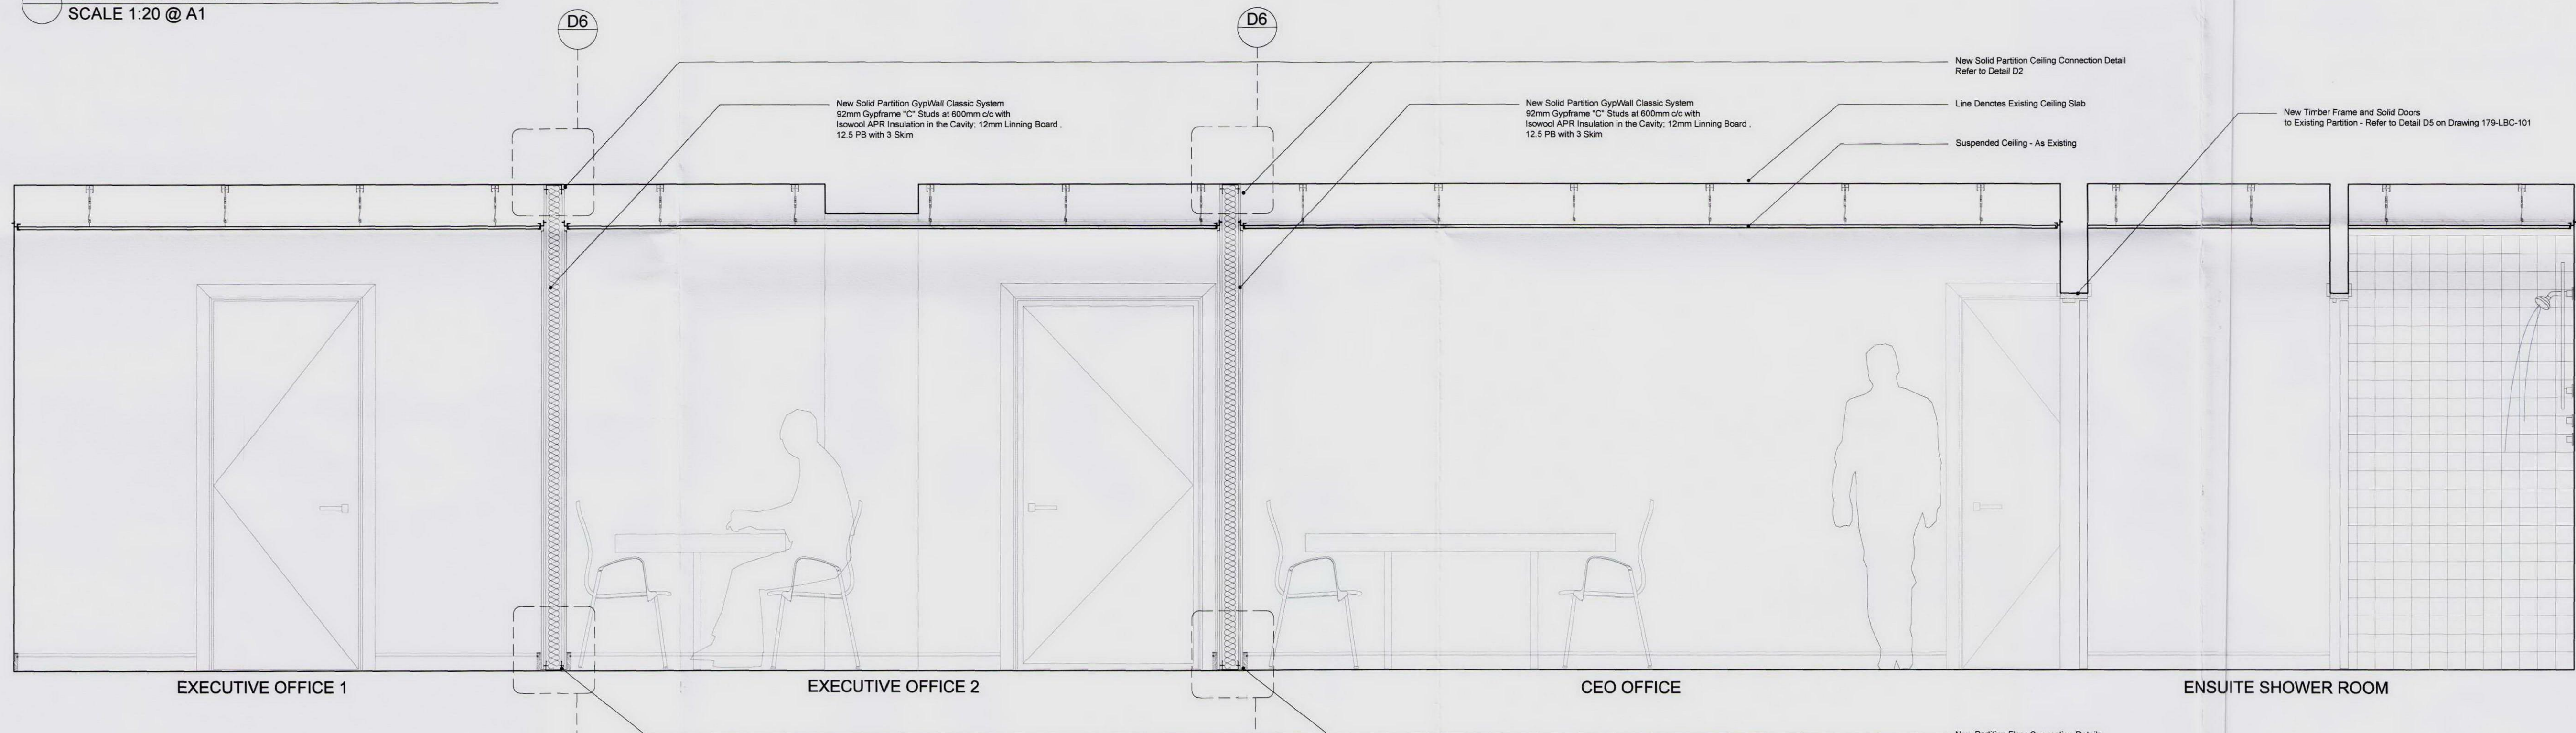 SCALE 1:20 @ A1
D6
D6
New Solid Partition Ceiling Connection Detail
Refer to Detail D2
New Solid Partition GypWall Classic System
92mm Gypframe "C" Studs at 600mm c/c with
Isowool APR Insulation in the Cavity; 12mm Linning Board ,
12.5 PB with 3 Skim
New Solid Partition GypWall Classic System
92mm Gypframe "C" Studs at 600mm c/c with
Isowool APR Insulation in the Cavity; 12mm Linning Board ,
12.5 PB with 3 Skim
Line Denotes Existing Ceiling Slab
New Timber Frame and Solid Doors
to Existing Partition - Refer to Detail D5 on Drawing 179-LBC-101
Suspended Ceiling - As Existing
EXECUTIVE OFFICE 1
EXECUTIVE OFFICE 2
CEO OFFICE
ENSUITE SHOWER ROOM